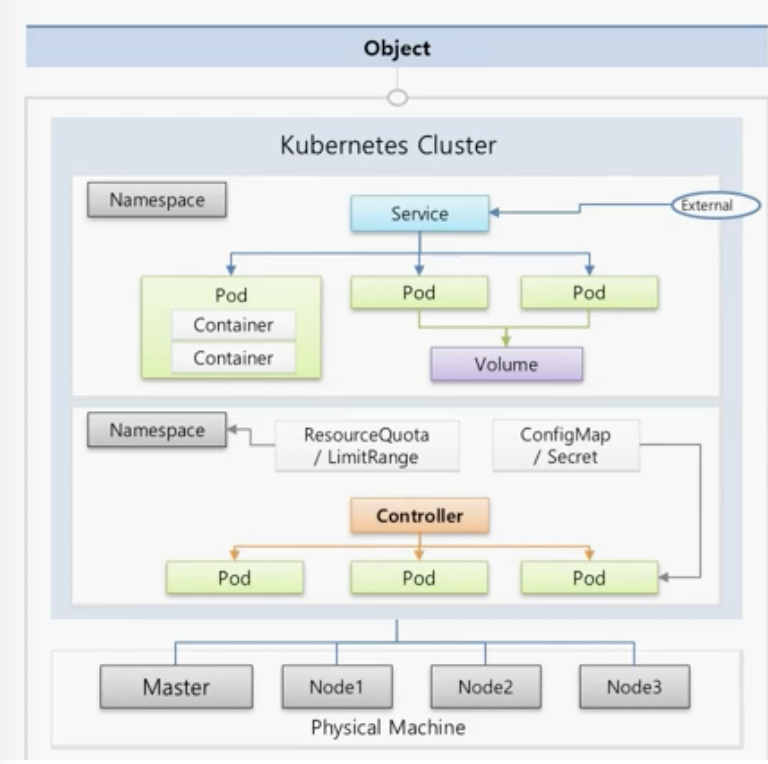 Object
Kubernetes Cluster
Namespace
Service
External
Pod
Container
Container
Pod
Pod
Volume
Namespace
ResourceQuota
/ LimitRange
ConfigMap
/ Secret
Controller
Pod
Pod
Pod
Master
Node1
Node2
Node3
Physical Machine